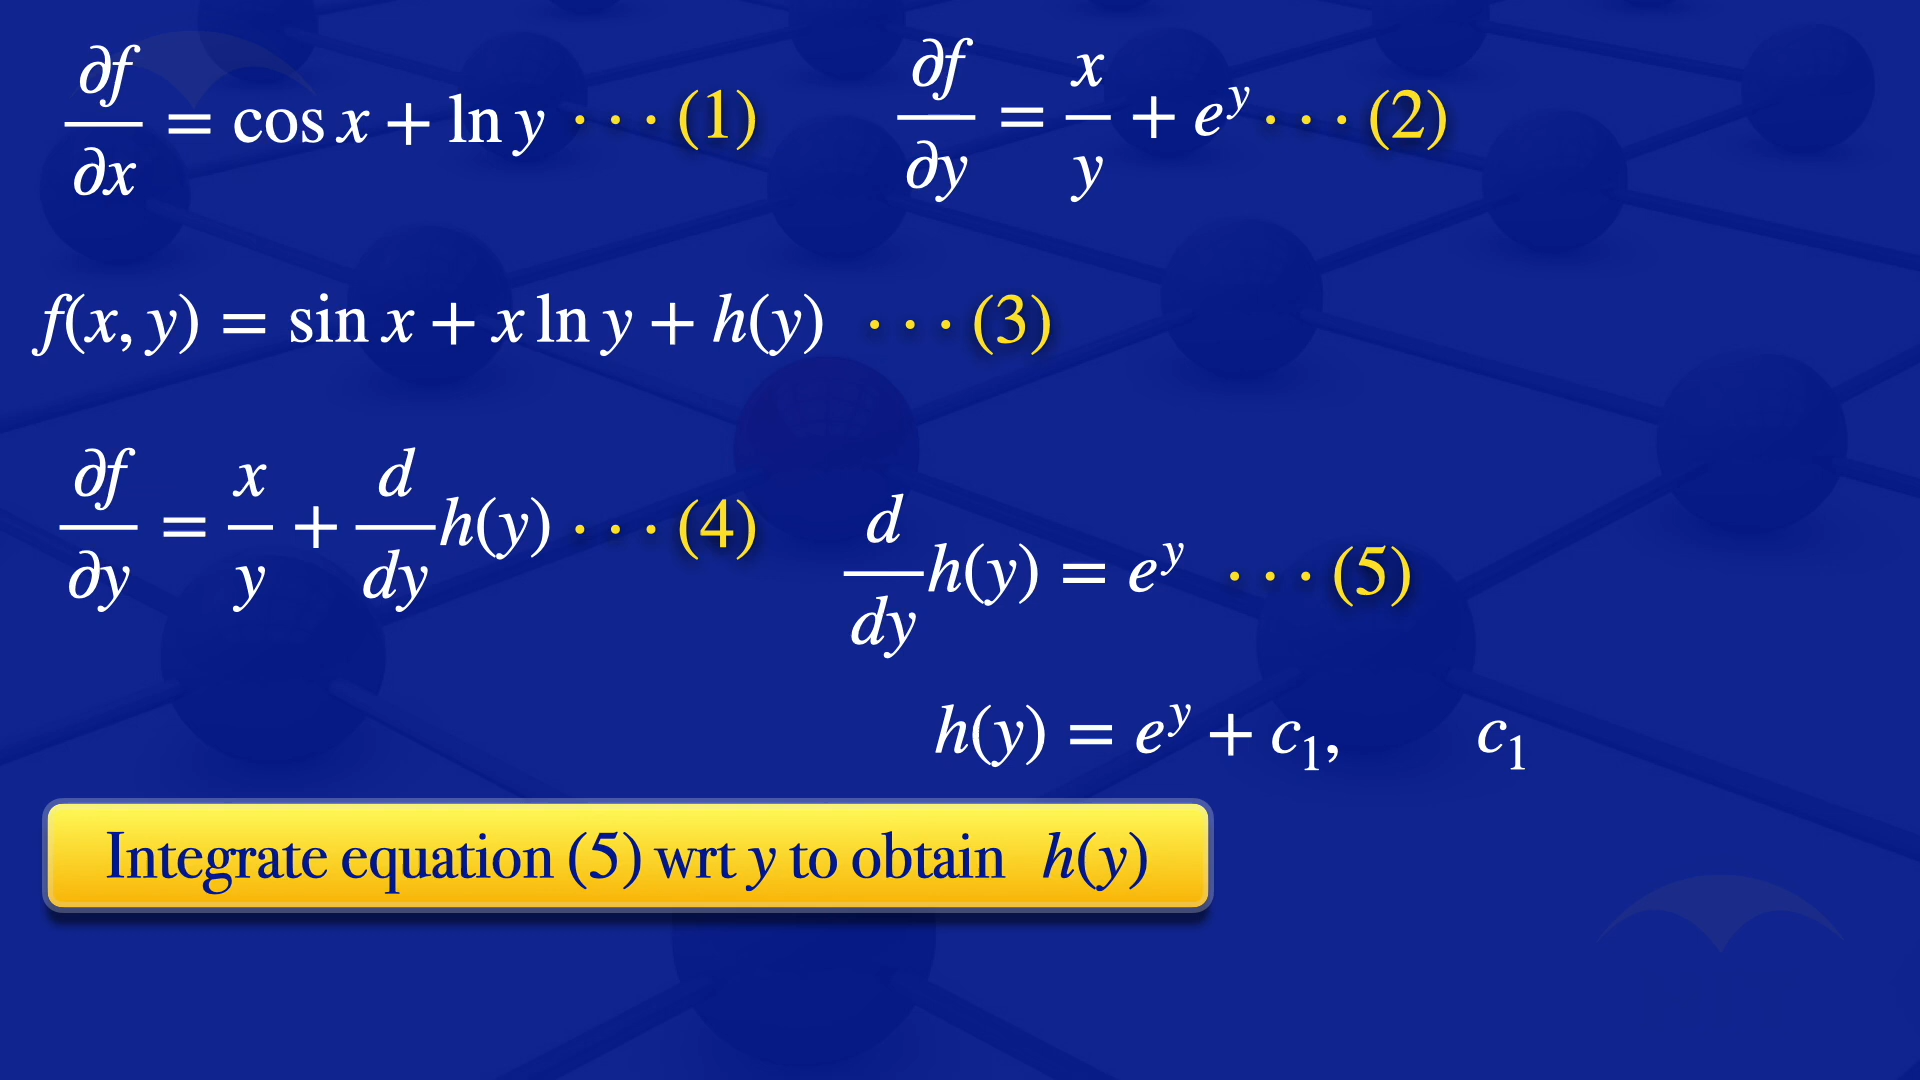 ∂f/∂x = cos x + ln y · · · (1)
∂f/∂y = x/y + e^y · · · (2)
f(x, y) = sin x + x ln y + h(y) · · · (3)
∂f/∂y = x/y + d/dy h(y) · · · (4)
d/dy h(y) = e^y · · · (5)
h(y) = e^y + c₁, c₁
Integrate equation (5) wrt y to obtain h(y)